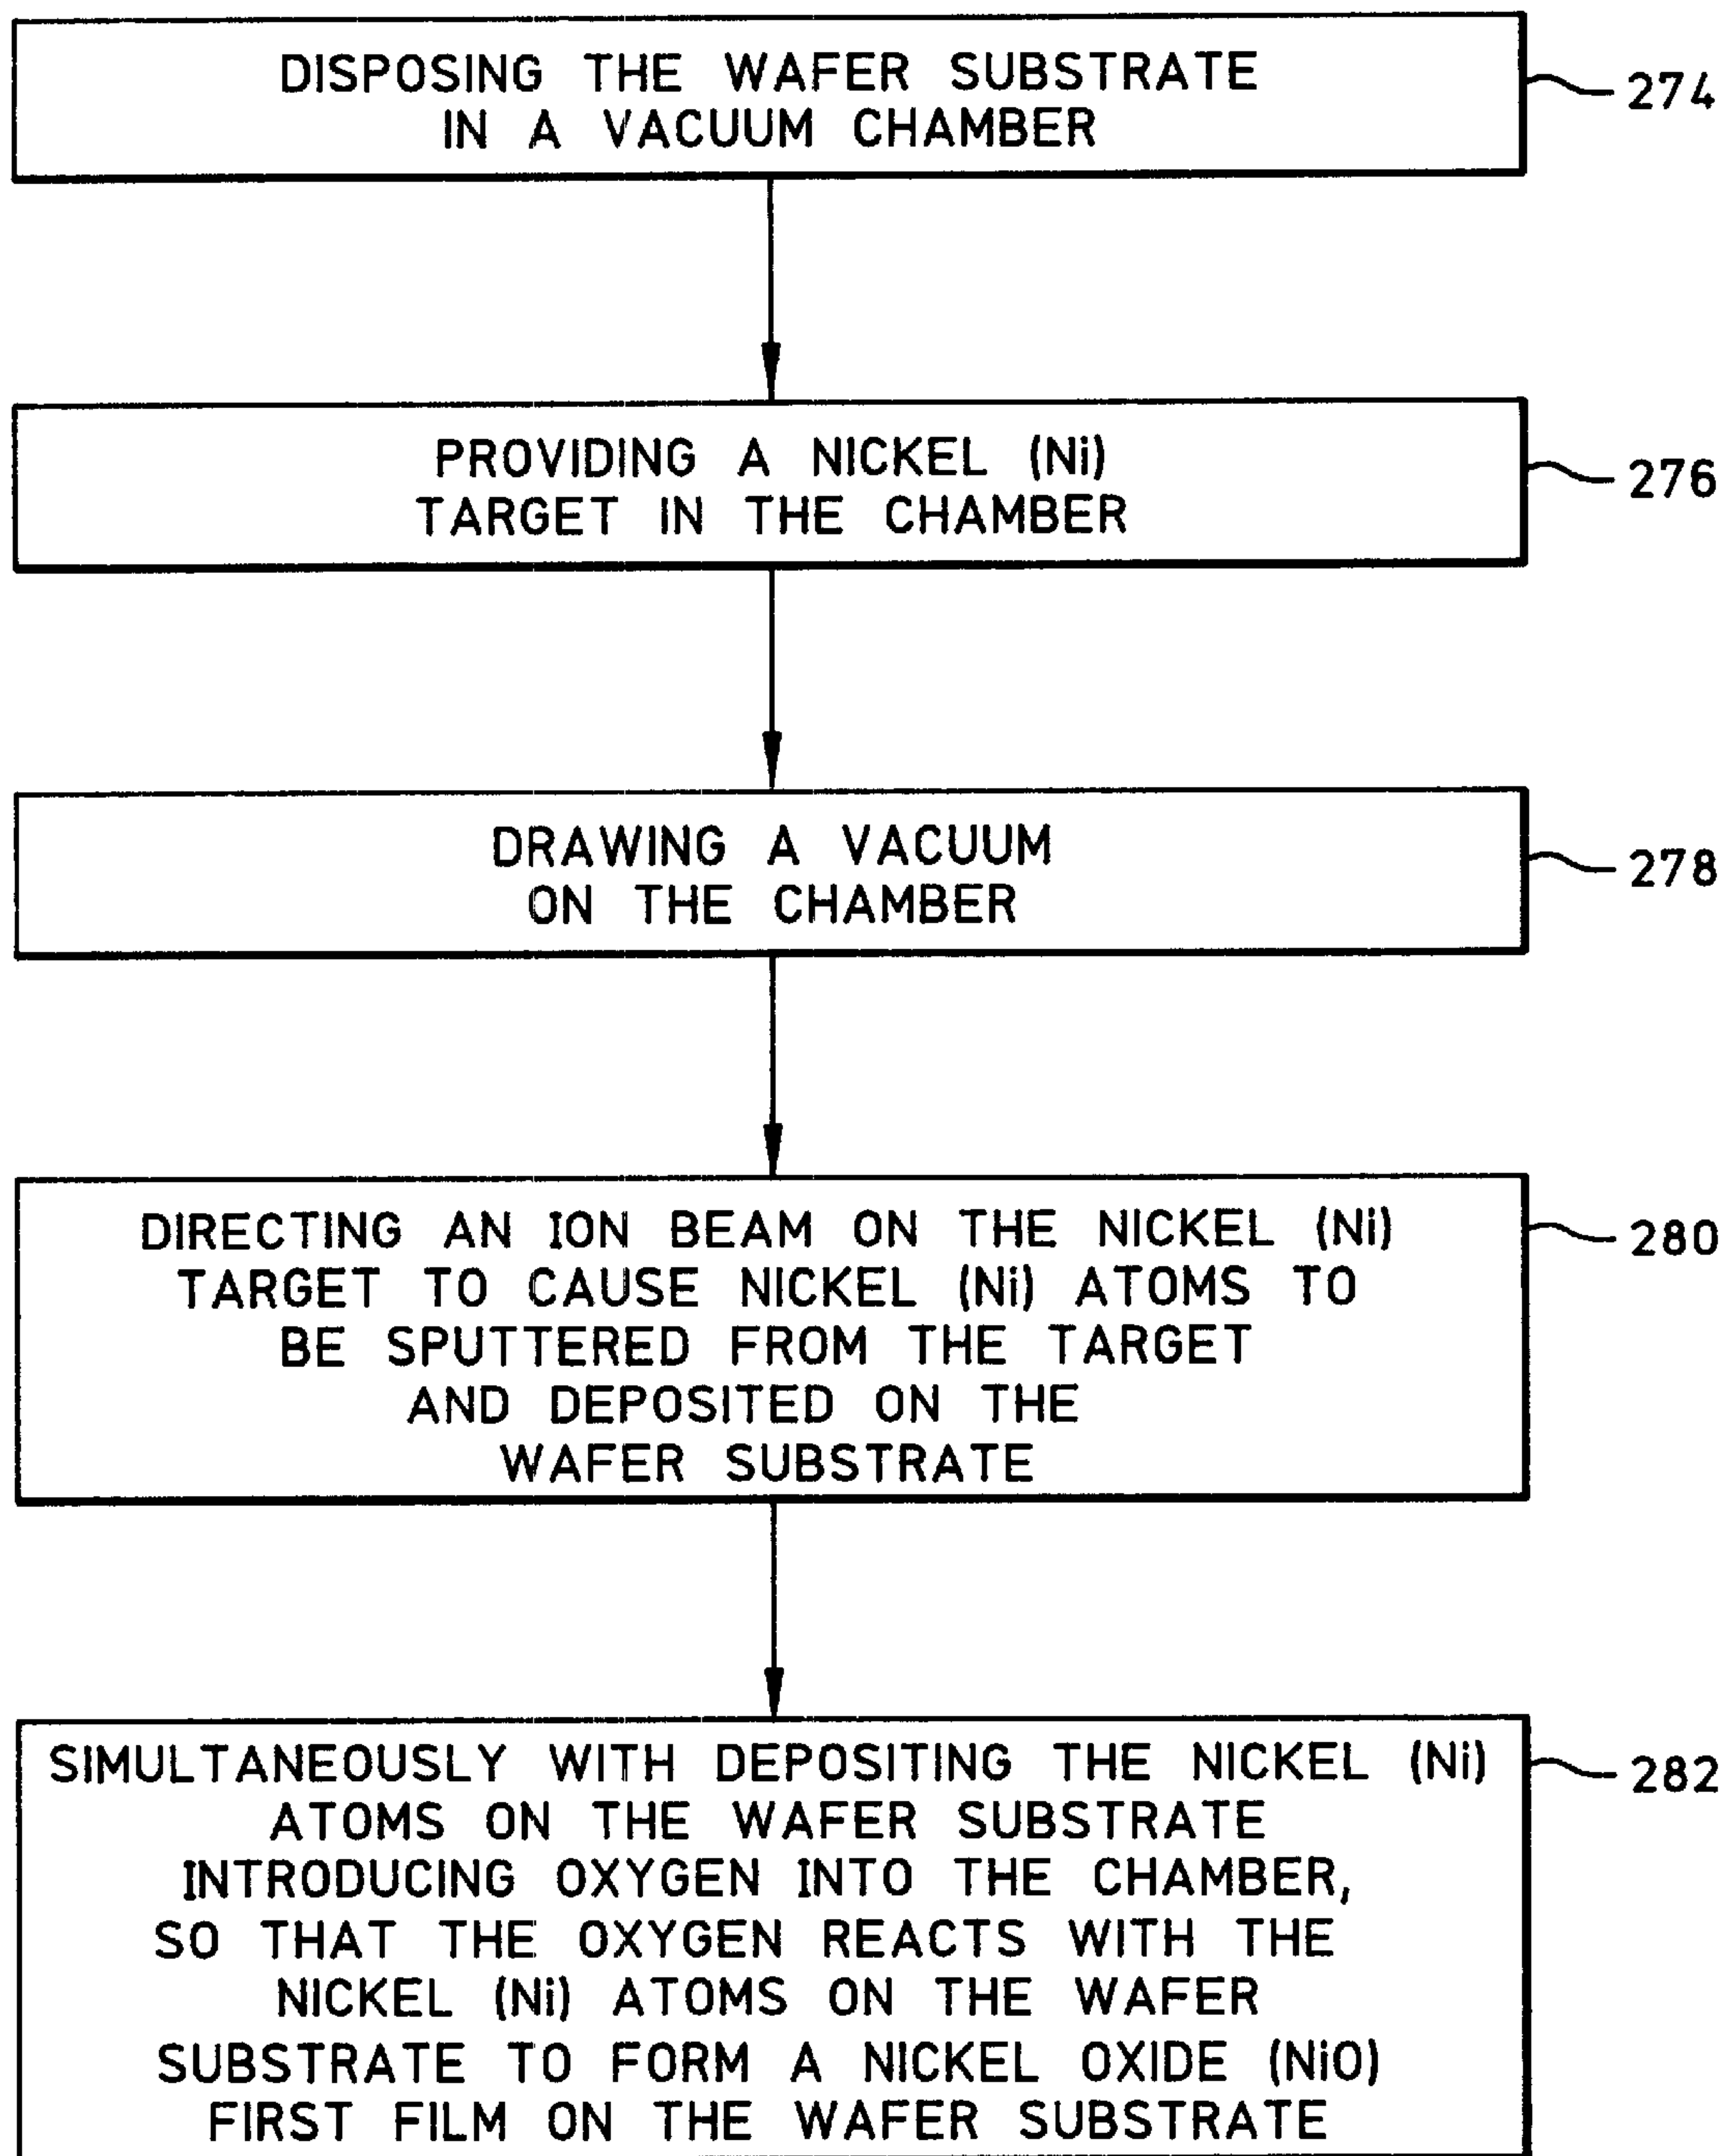 DISPOSING THE WAFER SUBSTRATE
IN A VACUUM CHAMBER
274
PROVIDING A NICKEL (Ni)
TARGET IN THE CHAMBER
276
DRAWING A VACUUM
ON THE CHAMBER
278
DIRECTING AN ION BEAM ON THE NICKEL (Ni)
TARGET TO CAUSE NICKEL (Ni) ATOMS TO
BE SPUTTERED FROM THE TARGET
AND DEPOSITED ON THE
WAFER SUBSTRATE
280
SIMULTANEOUSLY WITH DEPOSITING THE NICKEL (Ni)
ATOMS ON THE WAFER SUBSTRATE
INTRODUCING OXYGEN INTO THE CHAMBER,
SO THAT THE OXYGEN REACTS WITH THE
NICKEL (Ni) ATOMS ON THE WAFER
SUBSTRATE TO FORM A NICKEL OXIDE (NiO)
FIRST FILM ON THE WAFER SUBSTRATE
282